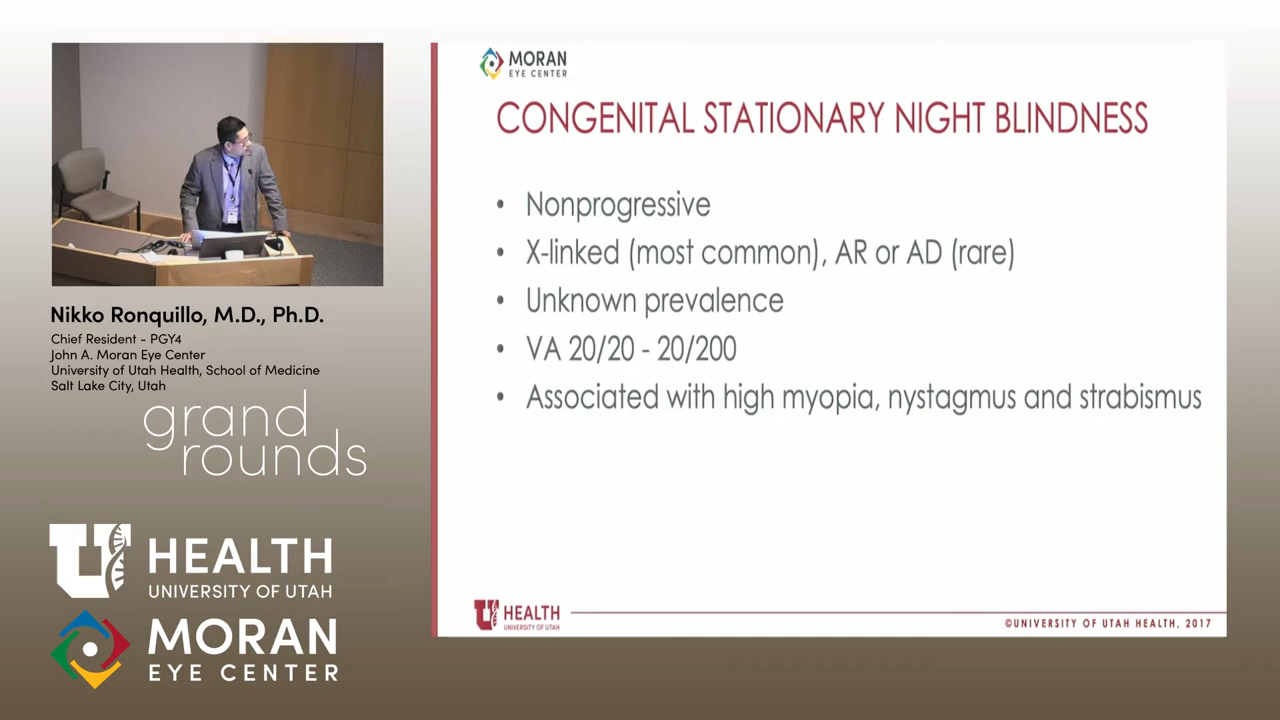 Nikko Ronquillo, M.D., Ph.D.
Chief Resident - PGY4
John A. Moran Eye Center
University of Utah Health, School of Medicine
Salt Lake City, Utah
grand
rounds
U HEALTH
UNIVERSITY OF UTAH
MORAN
EYE CENTER
MORAN
EYE CENTER
CONGENITAL STATIONARY NIGHT BLINDNESS
• Nonprogressive
• X-linked (most common), AR or AD (rare)
• Unknown prevalence
• VA 20/20 - 20/200
• Associated with high myopia, nystagmus and strabismus
U HEALTH
UNIVERSITY OF UTAH
©UNIVERSITY OF UTAH HEALTH, 2017